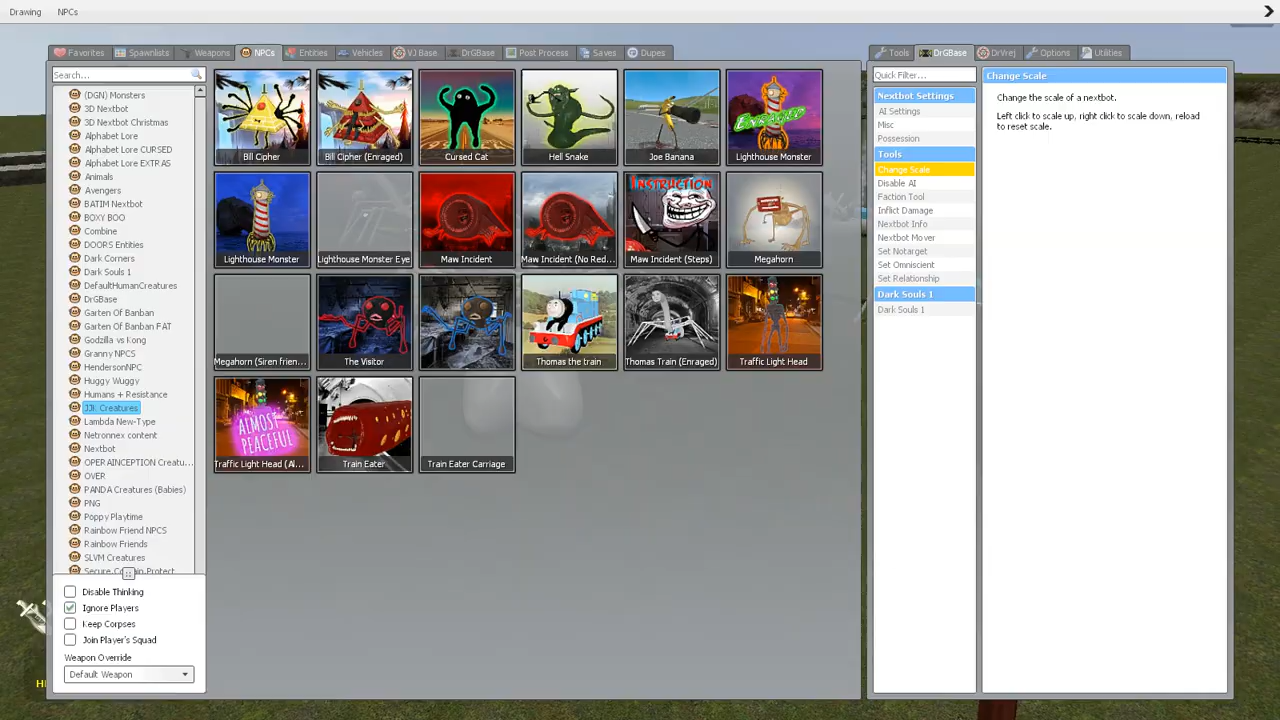 Drawing NPCs
Favorites Spawnlists Weapons NPCs Entities Vehicles VJ Base DrGBase Post Process Saves Dupes
Tools DrGBase DrVrej Options Utilities
Search...
(DGN) Monsters
3D Nextbot
3D Nextbot Christmas
Alphabet Lore
Alphabet Lore CURSED
Alphabet Lore EXTRAS
Animals
Avengers
BATIM Nextbot
BOXY BOO
Combine
DOORS Entities
Dark Corners
Dark Souls 1
DefaultHumanCreatures
DrGBase
Garten Of Banban
Garten Of Banban FAT
Godzilla vs Kong
Granny NPCS
HendersonNPC
Huggy Wuggy
Humans + Resistance
JJK Creatures
Lambda New-Type
Netronnex content
Nextbot
OPERAINCEPTION Creatu...
OVER
PANDA Creatures (Babies)
PNG
Poppy Playtime
Rainbow Friend NPCS
Rainbow Friends
SLVM Creatures
Disable Thinking
Ignore Players
Keep Corpses
Join Player's Squad
Weapon Override
Default Weapon
Bill Cipher
Bill Cipher (Enraged)
Cursed Cat
Hell Snake
Joe Banana
ENRAGED
Lighthouse Monster
Lighthouse Monster
Lighthouse Monster Eye
Maw Incident
Maw Incident (No Red...
INSTRUCTION
Maw Incident (Steps)
Megahorn
Megahorn (Siren frien...
The Visitor
Thomas the train
Thomas Train (Enraged)
Traffic Light Head
ALMOST
PEACEFUL
Traffic Light Head (Al...
Train Eater
Train Eater Carriage
Quick Filter...
Nextbot Settings
AI Settings
Misc
Possession
Tools
Change Scale
Disable AI
Faction Tool
Inflict Damage
Nextbot Info
Nextbot Mover
Set Notarget
Set Omniscient
Set Relationship
Dark Souls 1
Dark Souls 1
Change Scale
Change the scale of a nextbot.
Left click to scale up, right click to scale down, reload
to reset scale.